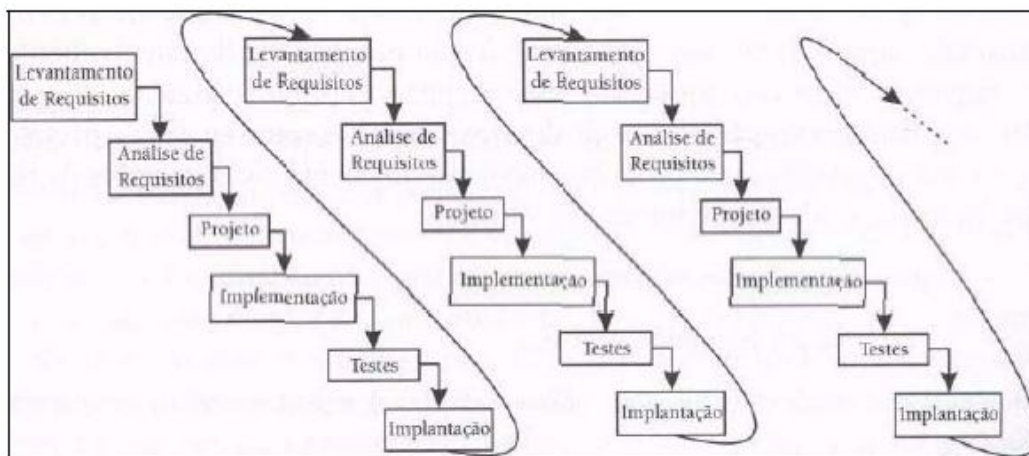 Levantamento
de Requisitos
Análise de
Requisitos
Projeto
Implementação
Testes
Implantação
Levantamento
de Requisitos
Análise de
Requisitos
Projeto
Implementação
Testes
Implantação
Levantamento
de Requisitos
Análise de
Requisitos
Projeto
Implementação
Testes
Implantação